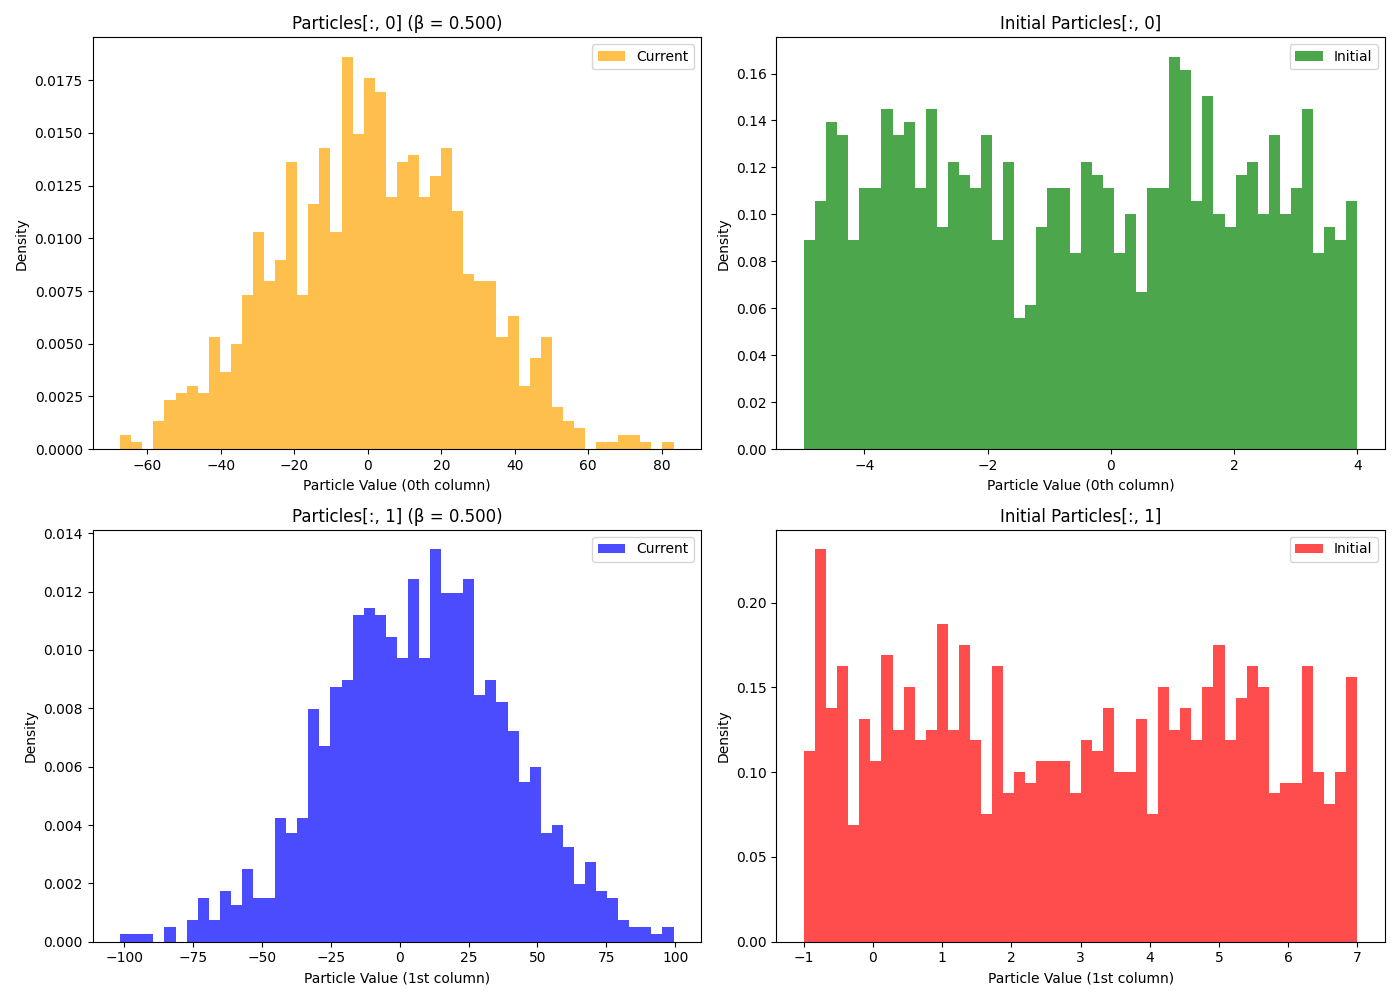 Particles[:, 0] (β = 0.500)
Current
Density
0.0175
0.0150
0.0125
0.0100
0.0075
0.0050
0.0025
0.0000
−60 −40 −20 0 20 40 60 80
Particle Value (0th column)
Initial Particles[:, 0]
Initial
Density
0.16
0.14
0.12
0.10
0.08
0.06
0.04
0.02
0.00
−4 −2 0 2 4
Particle Value (0th column)
Particles[:, 1] (β = 0.500)
Current
Density
0.014
0.012
0.010
0.008
0.006
0.004
0.002
0.000
−100 −75 −50 −25 0 25 50 75 100
Particle Value (1st column)
Initial Particles[:, 1]
Initial
Density
0.20
0.15
0.10
0.05
0.00
−1 0 1 2 3 4 5 6 7
Particle Value (1st column)